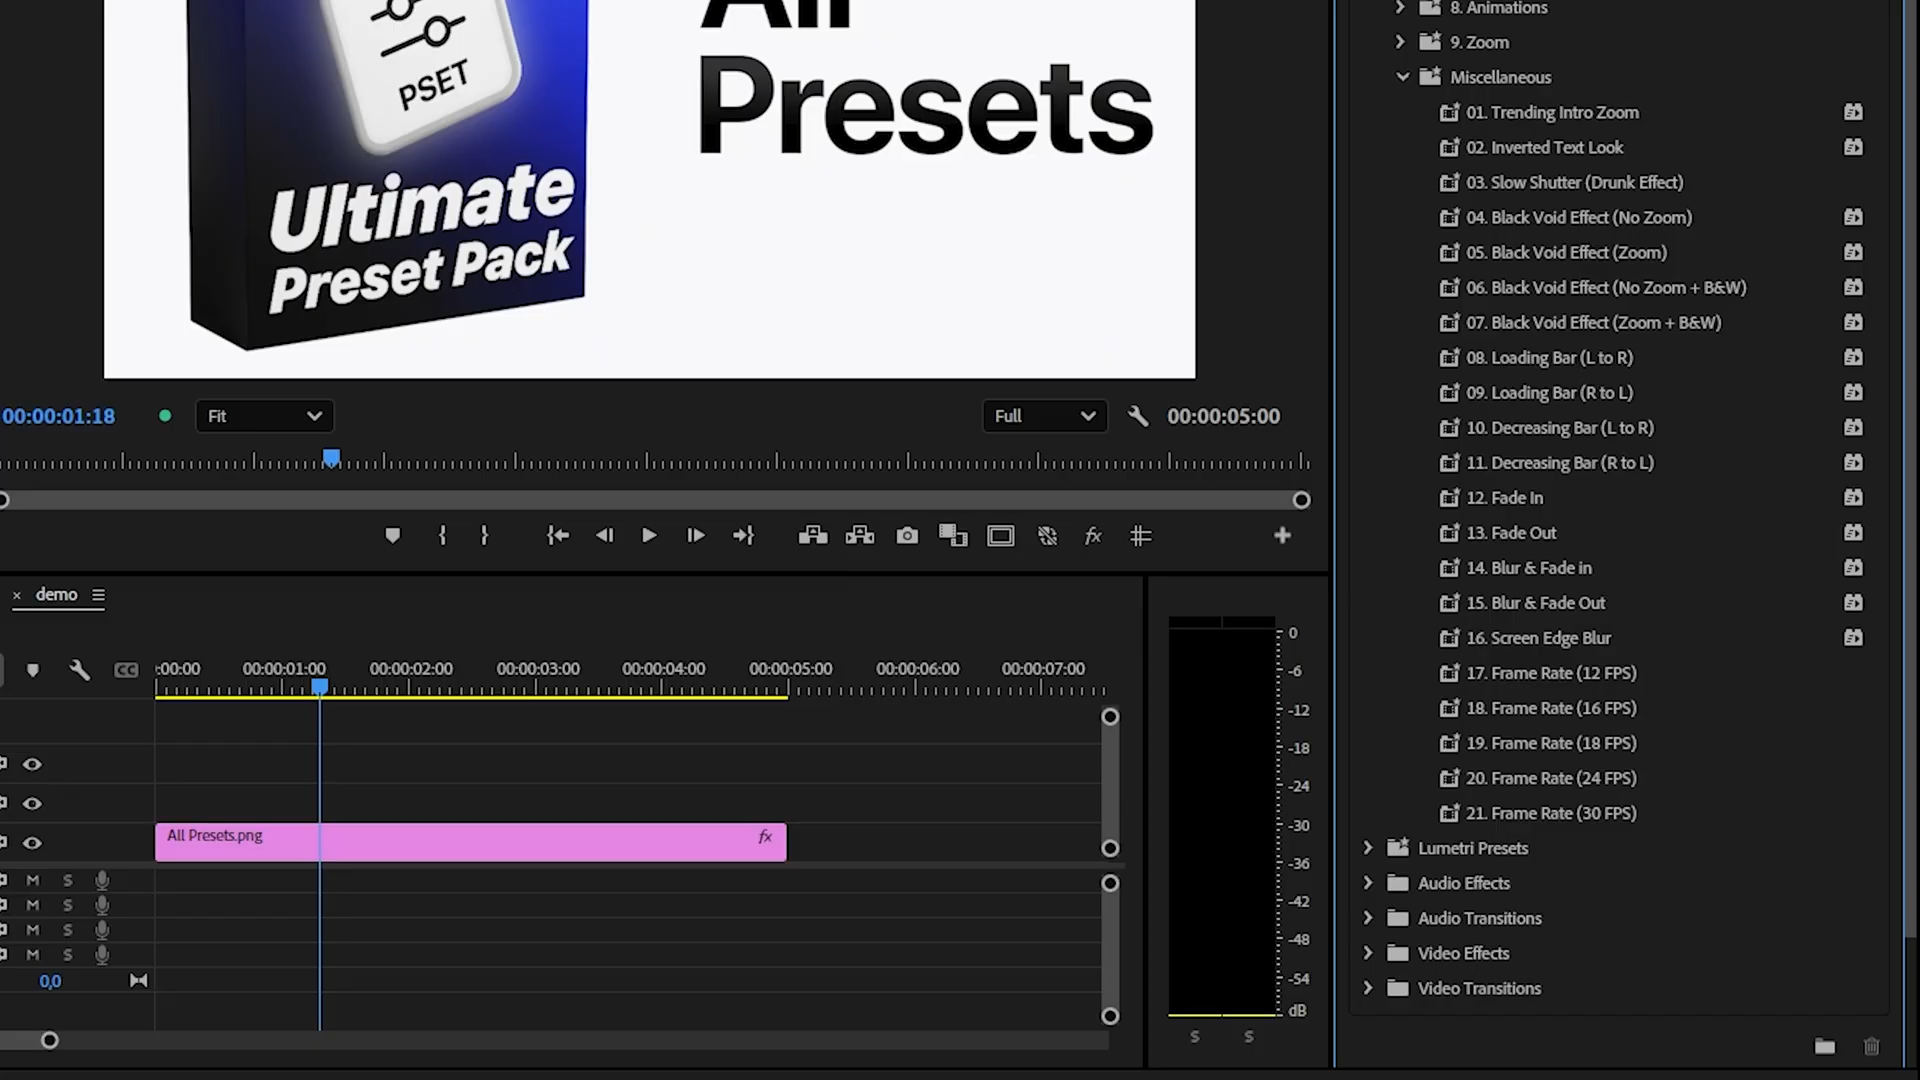 All
Presets
PSET
Ultimate
Preset Pack
00:00:01:18
Fit
Full
00:00:05:00
demo
:00:00
00:00:01:00
00:00:02:00
00:00:03:00
00:00:04:00
00:00:05:00
00:00:06:00
00:00:07:00
CC
All Presets.png
fx
M S
M S
M S
M S
0,0
0
-6
-12
-18
-24
-30
-36
-42
-48
-54
dB
S S
8. Animations
9. Zoom
Miscellaneous
01. Trending Intro Zoom
02. Inverted Text Look
03. Slow Shutter (Drunk Effect)
04. Black Void Effect (No Zoom)
05. Black Void Effect (Zoom)
06. Black Void Effect (No Zoom + B&W)
07. Black Void Effect (Zoom + B&W)
08. Loading Bar (L to R)
09. Loading Bar (R to L)
10. Decreasing Bar (L to R)
11. Decreasing Bar (R to L)
12. Fade In
13. Fade Out
14. Blur & Fade in
15. Blur & Fade Out
16. Screen Edge Blur
17. Frame Rate (12 FPS)
18. Frame Rate (16 FPS)
19. Frame Rate (18 FPS)
20. Frame Rate (24 FPS)
21. Frame Rate (30 FPS)
Lumetri Presets
Audio Effects
Audio Transitions
Video Effects
Video Transitions